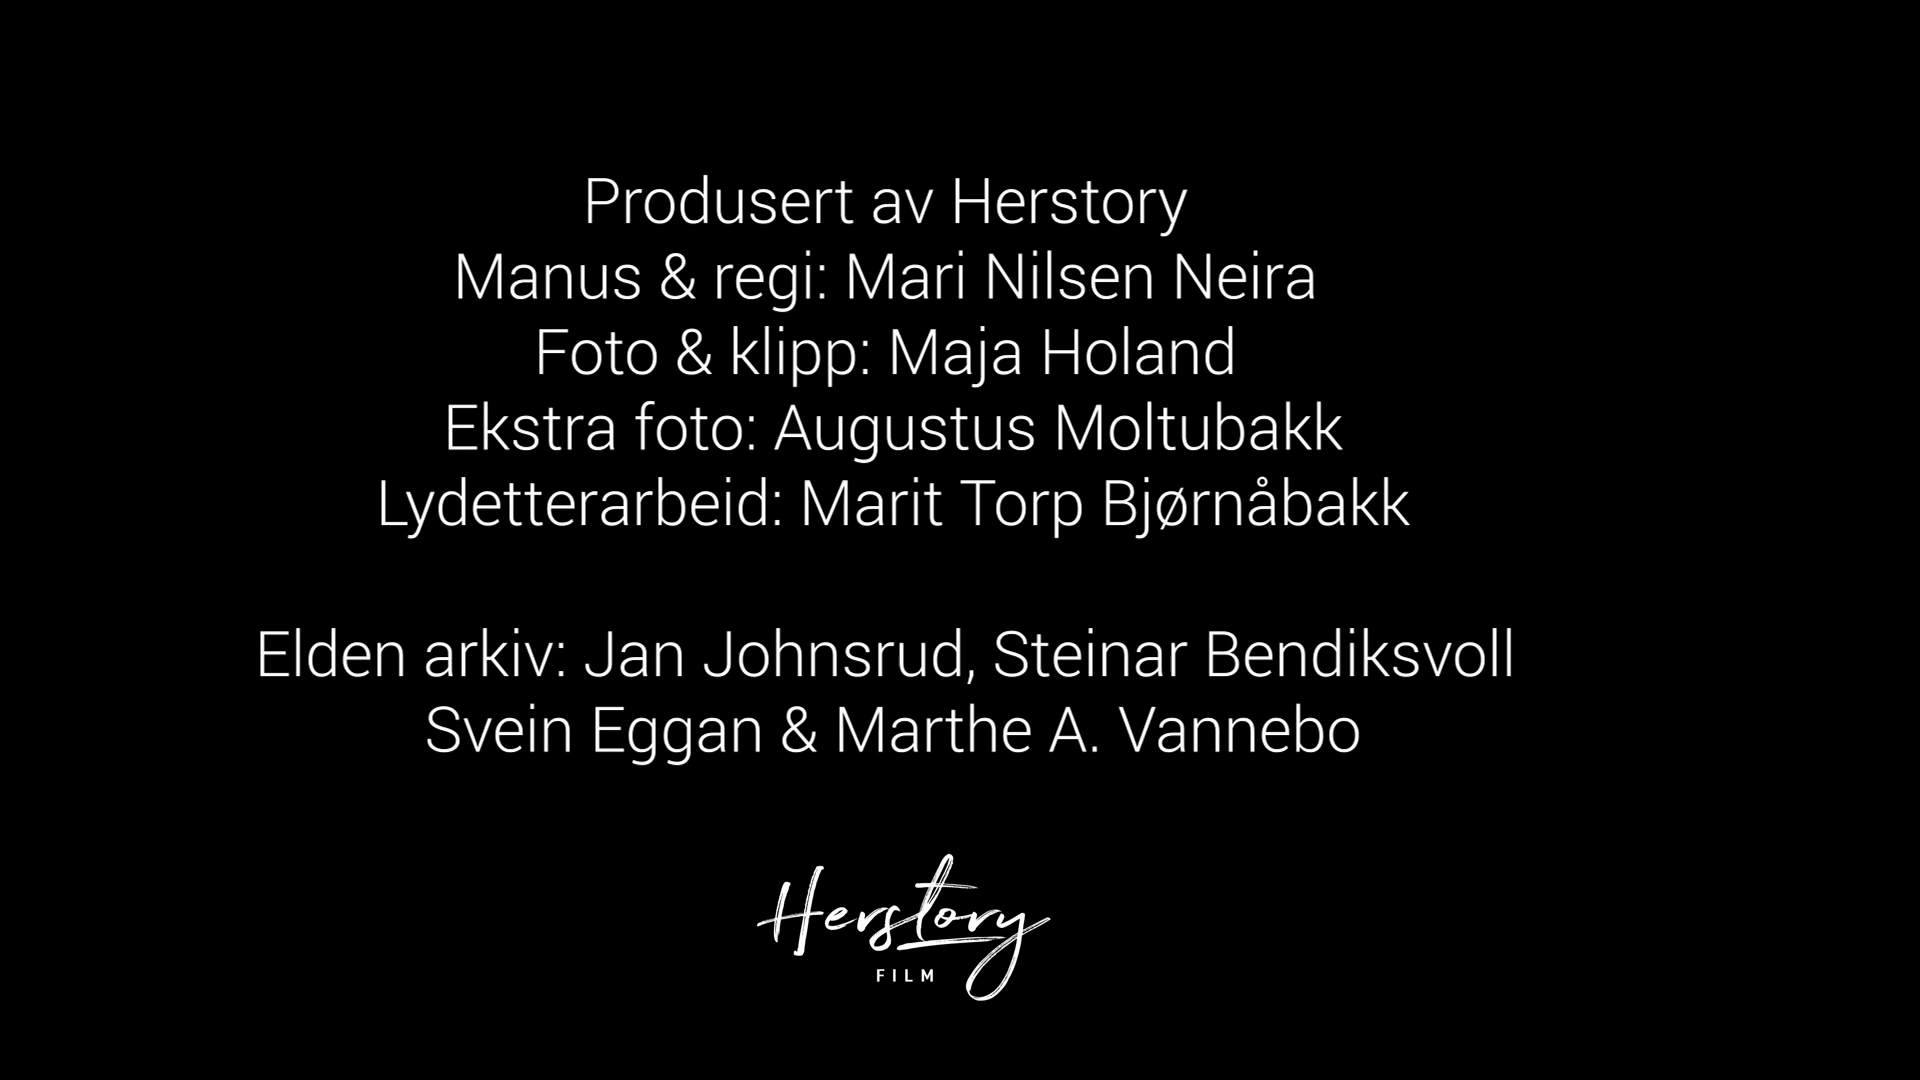 Produsert av Herstory
Manus & regi: Mari Nilsen Neira
Foto & klipp: Maja Holand
Ekstra foto: Augustus Moltubakk
Lydetterarbeid: Marit Torp Bjørnåbakk
Elden arkiv: Jan Johnsrud, Steinar Bendiksvoll
Svein Eggan & Marthe A. Vannebo
Herstory
FILM